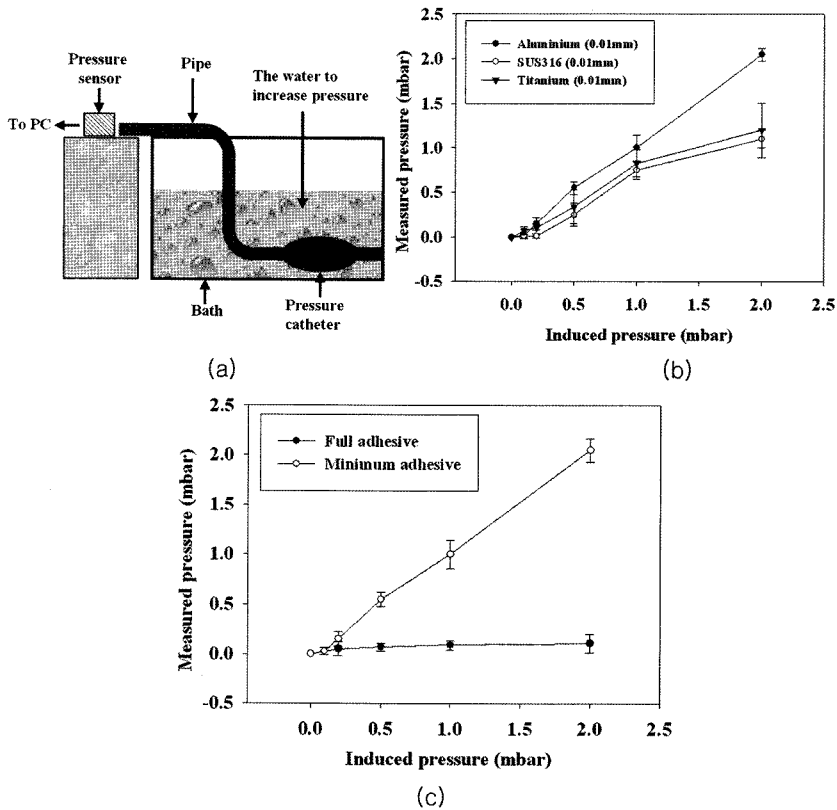 Pressure
sensor
Pipe
The water to
increase pressure
To PC
Bath
Pressure
catheter
(a)
2.5
2.0
1.5
1.0
0.5
0.0
-0.5
Measured pressure (mbar)
Aluminium (0.01mm)
SUS316 (0.01mm)
Titanium (0.01mm)
0.0 0.5 1.0 1.5 2.0 2.5
Induced pressure (mbar)
(b)
2.5
2.0
1.5
1.0
0.5
0.0
-0.5
Measured pressure (mbar)
Full adhesive
Minimum adhesive
0.0 0.5 1.0 1.5 2.0 2.5
Induced pressure (mbar)
(c)